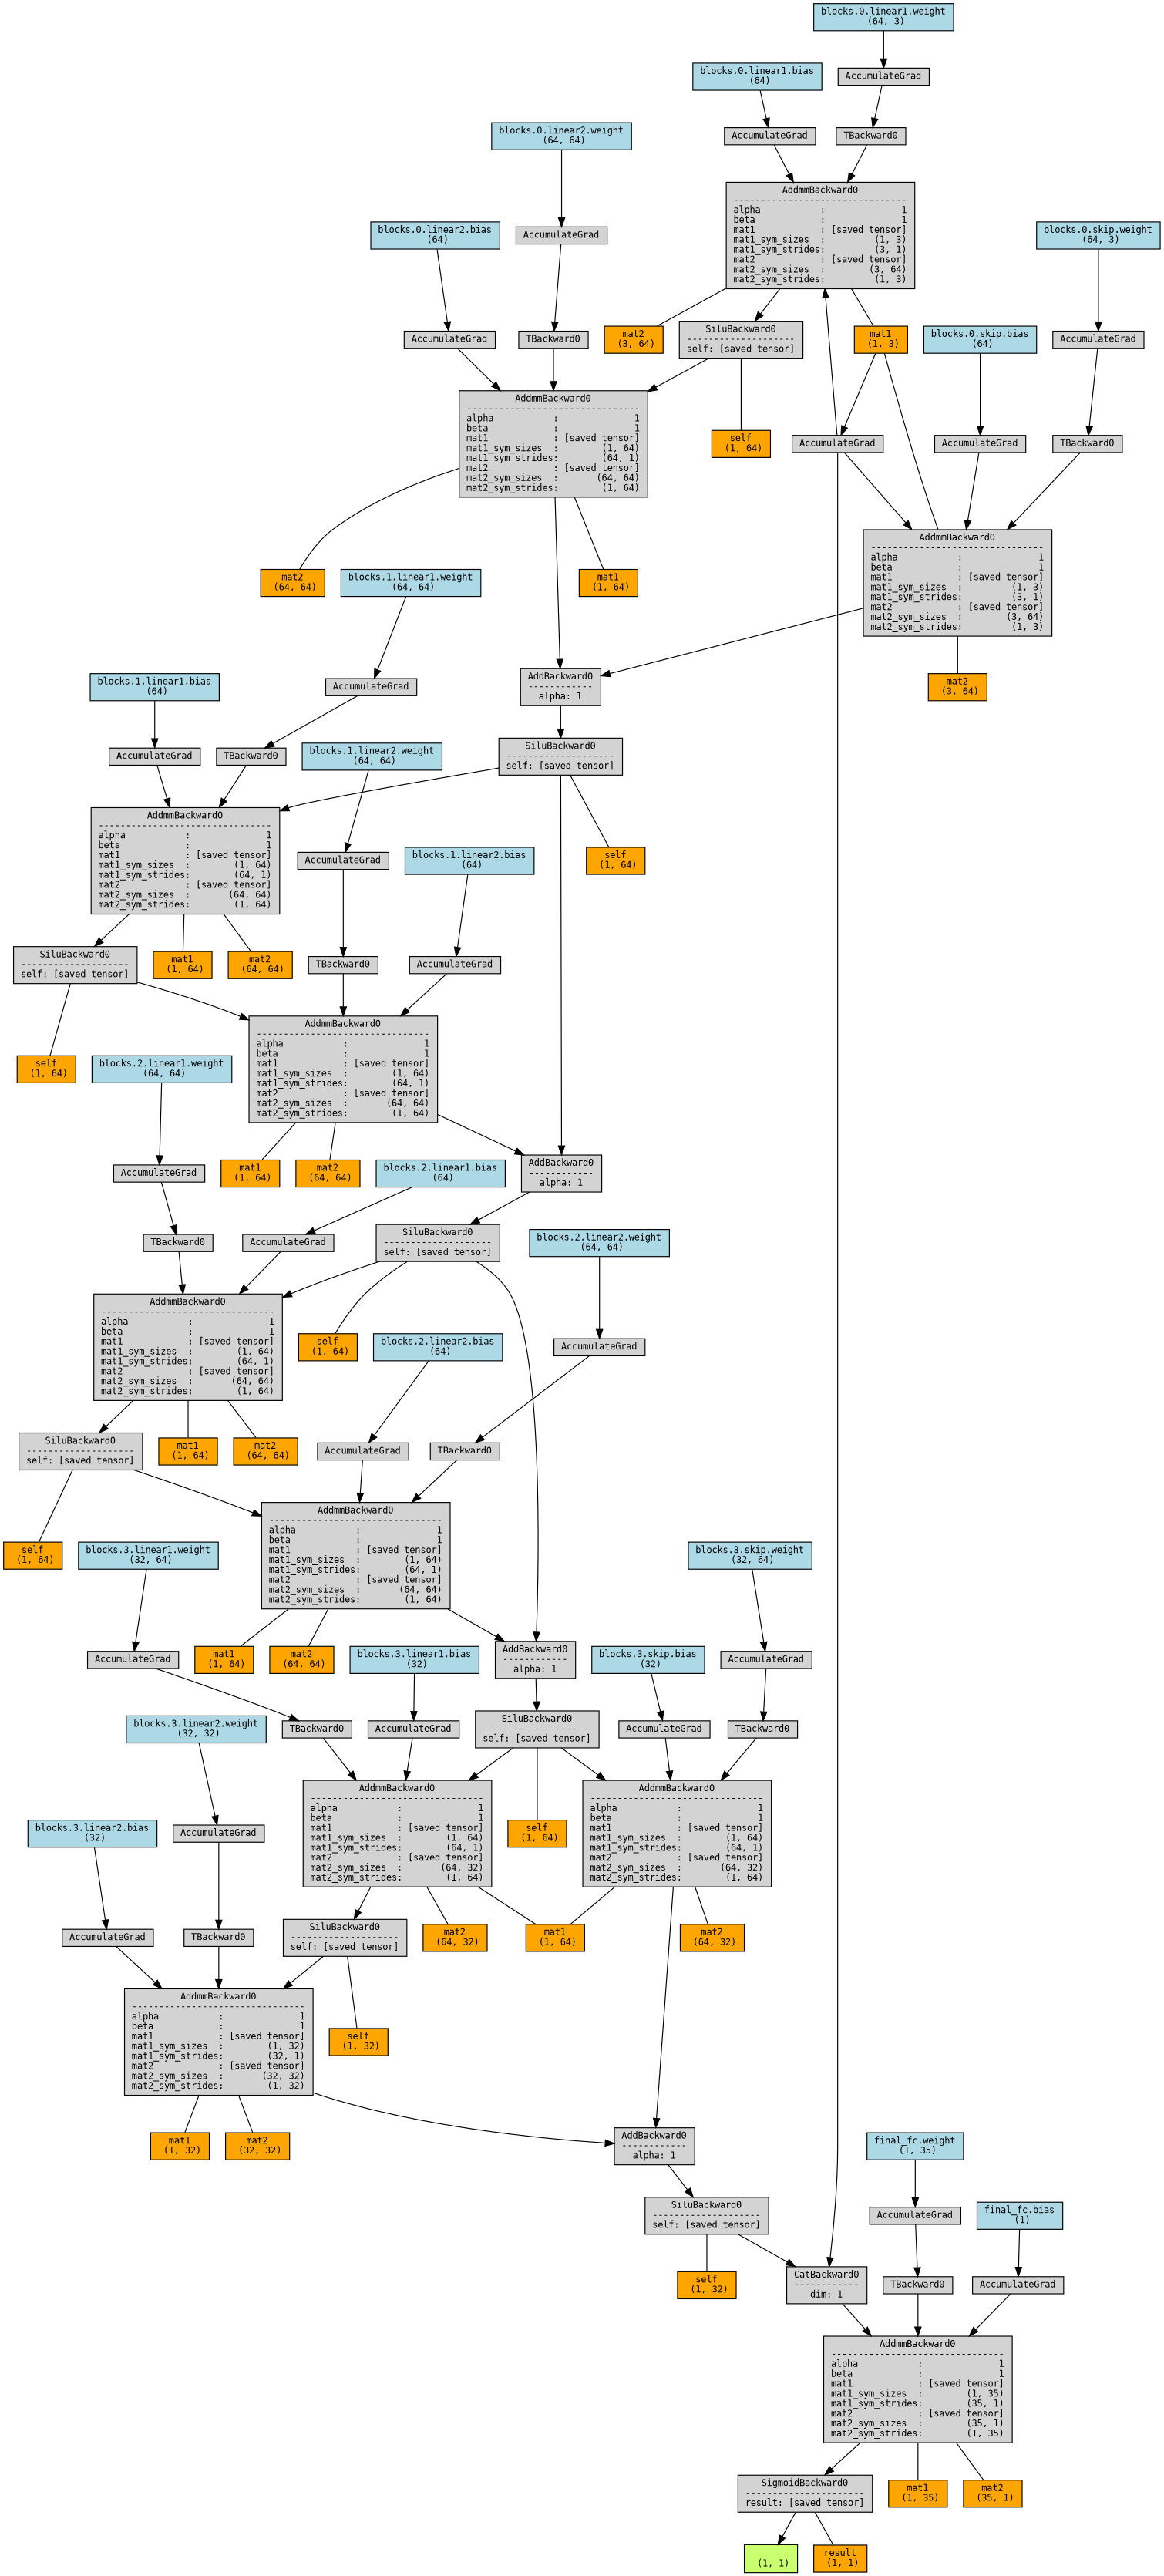 blocks.0.linear1.weight
(64, 3)
blocks.0.linear1.bias
(64)
AccumulateGrad
blocks.0.linear2.weight
(64, 64)
AccumulateGrad
TBackward0
AddmmBackward0
-------------------------------
alpha : 1
beta : 1
mat1 : [saved tensor]
mat1_sym_sizes : (1, 3)
mat1_sym_strides: (3, 1)
mat2 : [saved tensor]
mat2_sym_sizes : (3, 64)
mat2_sym_strides: (1, 3)
blocks.0.linear2.bias
(64)
AccumulateGrad
blocks.0.skip.weight
(64, 3)
AccumulateGrad
TBackward0
mat2
(3, 64)
SiluBackward0
-------------------
self: [saved tensor]
mat1
(1, 3)
blocks.0.skip.bias
(64)
AccumulateGrad
AddmmBackward0
-------------------------------
alpha : 1
beta : 1
mat1 : [saved tensor]
mat1_sym_sizes : (1, 64)
mat1_sym_strides: (64, 1)
mat2 : [saved tensor]
mat2_sym_sizes : (64, 64)
mat2_sym_strides: (1, 64)
self
(1, 64)
AccumulateGrad
AccumulateGrad
TBackward0
AddmmBackward0
-------------------------------
alpha : 1
beta : 1
mat1 : [saved tensor]
mat1_sym_sizes : (1, 3)
mat1_sym_strides: (3, 1)
mat2 : [saved tensor]
mat2_sym_sizes : (3, 64)
mat2_sym_strides: (1, 3)
mat2
(64, 64)
blocks.1.linear1.weight
(64, 64)
mat1
(1, 64)
blocks.1.linear1.bias
(64)
AccumulateGrad
AddBackward0
------------
alpha: 1
mat2
(3, 64)
AccumulateGrad
TBackward0
blocks.1.linear2.weight
(64, 64)
SiluBackward0
-------------------
self: [saved tensor]
AddmmBackward0
-------------------------------
alpha : 1
beta : 1
mat1 : [saved tensor]
mat1_sym_sizes : (1, 64)
mat1_sym_strides: (64, 1)
mat2 : [saved tensor]
mat2_sym_sizes : (64, 64)
mat2_sym_strides: (1, 64)
AccumulateGrad
blocks.1.linear2.bias
(64)
self
(1, 64)
SiluBackward0
-------------------
self: [saved tensor]
mat1
(1, 64)
mat2
(64, 64)
TBackward0
AccumulateGrad
AddmmBackward0
-------------------------------
alpha : 1
beta : 1
mat1 : [saved tensor]
mat1_sym_sizes : (1, 64)
mat1_sym_strides: (64, 1)
mat2 : [saved tensor]
mat2_sym_sizes : (64, 64)
mat2_sym_strides: (1, 64)
self
(1, 64)
blocks.2.linear1.weight
(64, 64)
AccumulateGrad
mat1
(1, 64)
mat2
(64, 64)
blocks.2.linear1.bias
(64)
AddBackward0
------------
alpha: 1
TBackward0
AccumulateGrad
SiluBackward0
-------------------
self: [saved tensor]
blocks.2.linear2.weight
(64, 64)
AddmmBackward0
-------------------------------
alpha : 1
beta : 1
mat1 : [saved tensor]
mat1_sym_sizes : (1, 64)
mat1_sym_strides: (64, 1)
mat2 : [saved tensor]
mat2_sym_sizes : (64, 64)
mat2_sym_strides: (1, 64)
self
(1, 64)
blocks.2.linear2.bias
(64)
AccumulateGrad
SiluBackward0
-------------------
self: [saved tensor]
mat1
(1, 64)
mat2
(64, 64)
AccumulateGrad
TBackward0
AddmmBackward0
-------------------------------
alpha : 1
beta : 1
mat1 : [saved tensor]
mat1_sym_sizes : (1, 64)
mat1_sym_strides: (64, 1)
mat2 : [saved tensor]
mat2_sym_sizes : (64, 64)
mat2_sym_strides: (1, 64)
self
(1, 64)
blocks.3.linear1.weight
(32, 64)
blocks.3.skip.weight
(32, 64)
AccumulateGrad
mat1
(1, 64)
mat2
(64, 64)
blocks.3.linear1.bias
(32)
AddBackward0
------------
alpha: 1
blocks.3.skip.bias
(32)
AccumulateGrad
blocks.3.linear2.weight
(32, 32)
TBackward0
AccumulateGrad
SiluBackward0
-------------------
self: [saved tensor]
AccumulateGrad
TBackward0
AddmmBackward0
-------------------------------
alpha : 1
beta : 1
mat1 : [saved tensor]
mat1_sym_sizes : (1, 64)
mat1_sym_strides: (64, 1)
mat2 : [saved tensor]
mat2_sym_sizes : (64, 32)
mat2_sym_strides: (1, 64)
AddmmBackward0
-------------------------------
alpha : 1
beta : 1
mat1 : [saved tensor]
mat1_sym_sizes : (1, 64)
mat1_sym_strides: (64, 1)
mat2 : [saved tensor]
mat2_sym_sizes : (64, 32)
mat2_sym_strides: (1, 64)
blocks.3.linear2.bias
(32)
AccumulateGrad
self
(1, 64)
AccumulateGrad
TBackward0
SiluBackward0
-------------------
self: [saved tensor]
mat2
(64, 32)
mat1
(1, 64)
mat2
(64, 32)
AddmmBackward0
-------------------------------
alpha : 1
beta : 1
mat1 : [saved tensor]
mat1_sym_sizes : (1, 32)
mat1_sym_strides: (32, 1)
mat2 : [saved tensor]
mat2_sym_sizes : (32, 32)
mat2_sym_strides: (1, 32)
self
(1, 32)
mat1
(1, 32)
mat2
(32, 32)
AddBackward0
------------
alpha: 1
final_fc.weight
(1, 35)
SiluBackward0
-------------------
self: [saved tensor]
AccumulateGrad
final_fc.bias
(1)
self
(1, 32)
CatBackward0
------------
dim: 1
TBackward0
AccumulateGrad
AddmmBackward0
-------------------------------
alpha : 1
beta : 1
mat1 : [saved tensor]
mat1_sym_sizes : (1, 35)
mat1_sym_strides: (35, 1)
mat2 : [saved tensor]
mat2_sym_sizes : (35, 1)
mat2_sym_strides: (1, 35)
SigmoidBackward0
---------------------
result: [saved tensor]
mat1
(1, 35)
mat2
(35, 1)
(1, 1)
result
(1, 1)